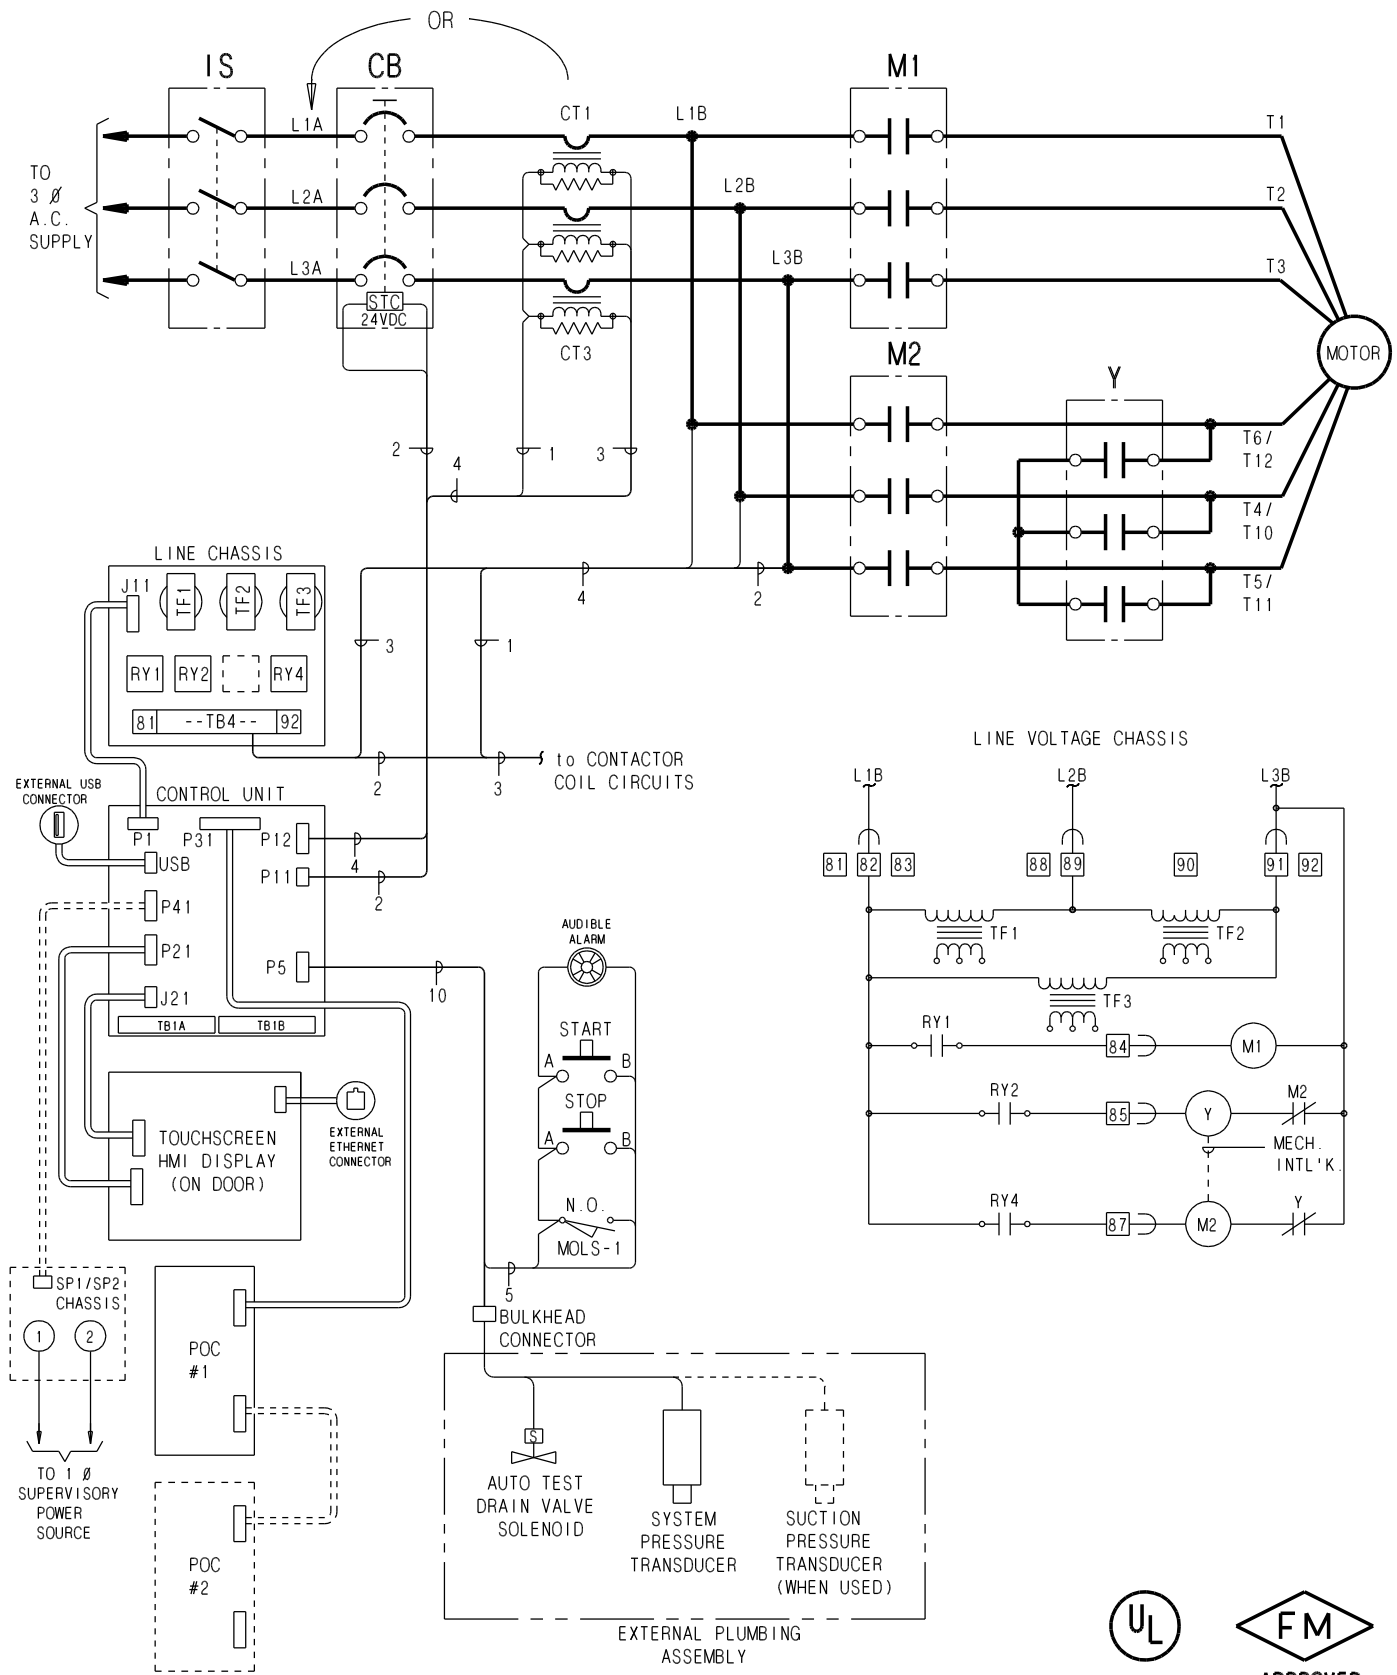 OR
IS
CB
M1
CT1
L1B
L1A
T1
TO
3 Ø
A.C.
SUPPLY
L2A
L2B
T2
L3A
L3B
T3
STC
24VDC
CT3
M2
MOTOR
Y
2
4
1
3
T6/
T12
T4/
T10
T5/
T11
LINE CHASSIS
J11
TF1
TF2
TF3
4
2
3
1
RY1
RY2
RY4
81
--TB4--
92
2
3
to CONTACTOR
COIL CIRCUITS
LINE VOLTAGE CHASSIS
L1B
L2B
L3B
EXTERNAL USB
CONNECTOR
CONTROL UNIT
P1
P31
P12
4
USB
P11
2
P41
P21
P5
10
J21
TB1A
TB1B
81
82
83
88
89
90
91
92
TF1
TF2
TF3
RY1
84
M1
RY2
85
Y
M2
MECH.
INTL'K.
RY4
87
M2
Y
AUDIBLE
ALARM
START
A
B
STOP
A
B
N.O.
MOLS-1
5
TOUCHSCREEN
HMI DISPLAY
(ON DOOR)
EXTERNAL
ETHERNET
CONNECTOR
SP1/SP2
CHASSIS
1
2
TO 1 Ø
SUPERVISORY
POWER
SOURCE
POC
#1
POC
#2
BULKHEAD
CONNECTOR
S
AUTO TEST
DRAIN VALVE
SOLENOID
SYSTEM
PRESSURE
TRANSDUCER
SUCTION
PRESSURE
TRANSDUCER
(WHEN USED)
EXTERNAL PLUMBING
ASSEMBLY
UL
FM
APPROVED